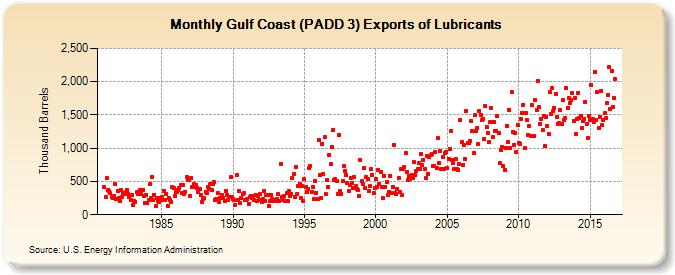 Monthly Gulf Coast (PADD 3) Exports of Lubricants
Thousand Barrels
2,500
2,000
1,500
1,000
500
0
1985 1990 1995 2000 2005 2010 2015
Source: U.S. Energy Information Administration